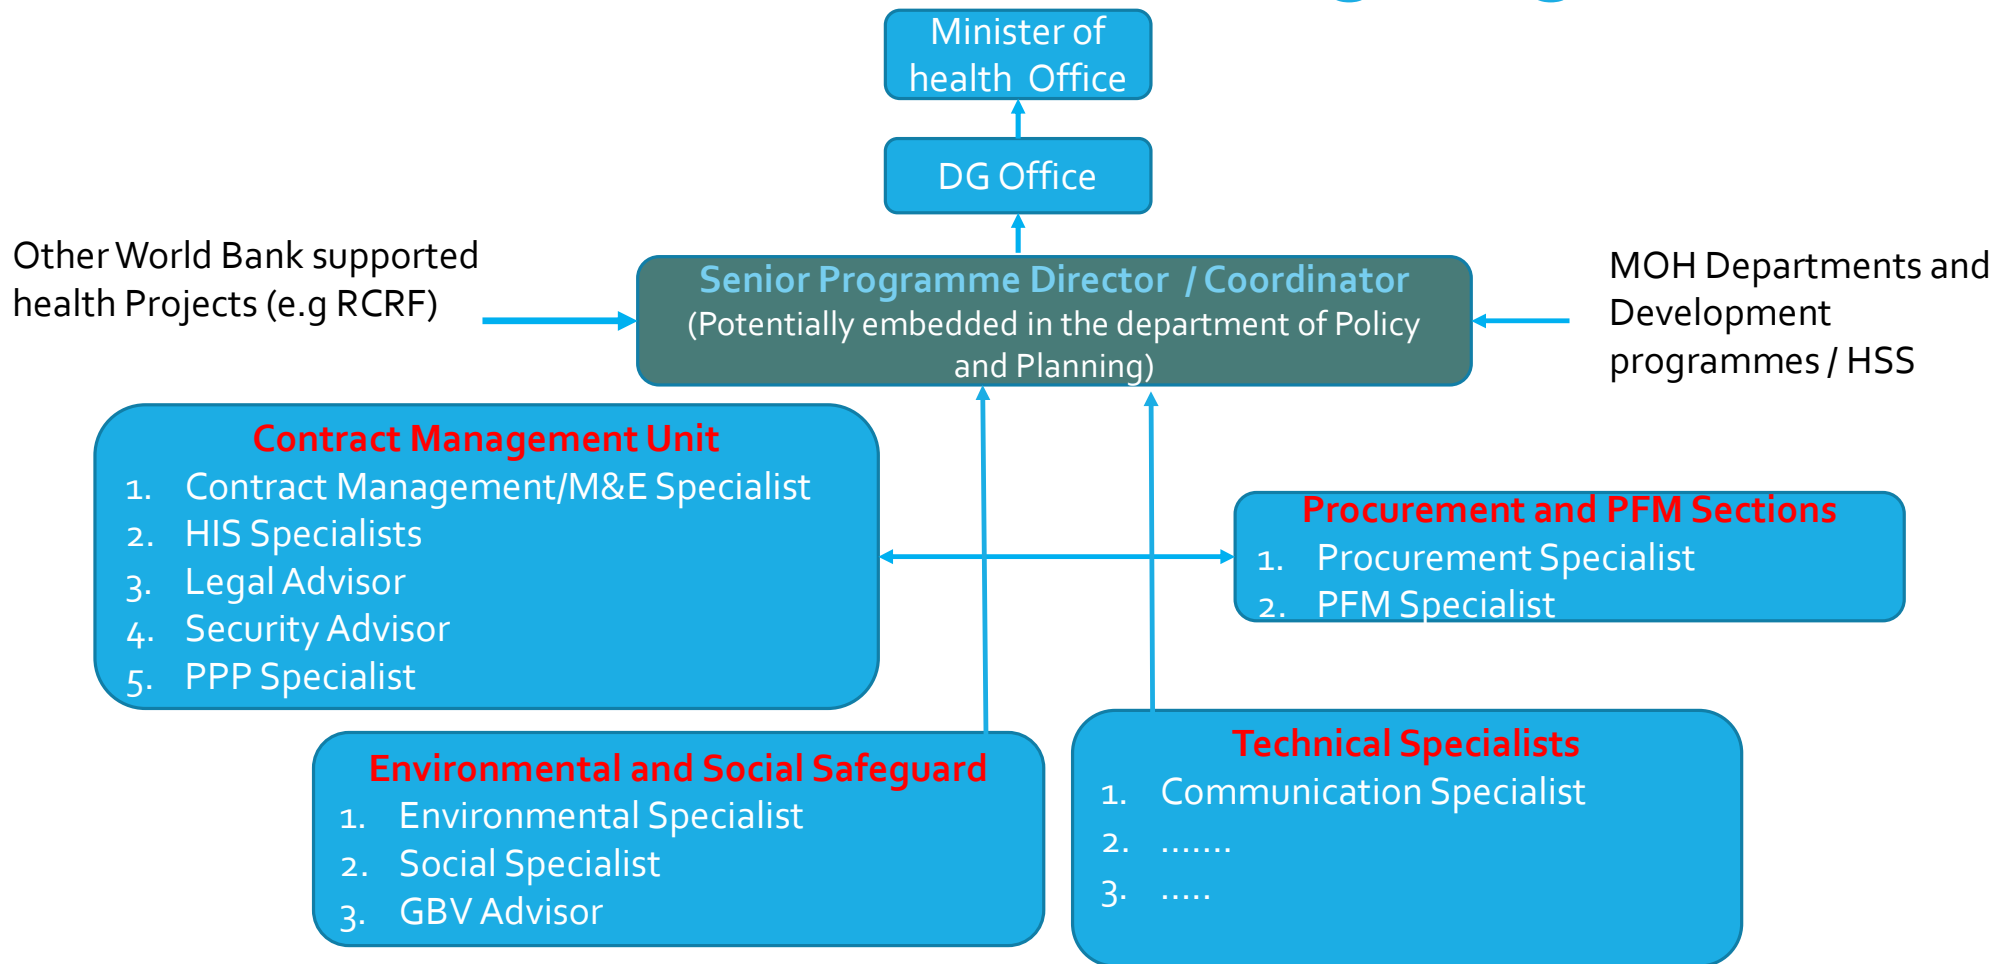 Minister of
health Office
DG Office
Other World Bank supported
health Projects (e.g RCRF)
Senior Programme Director / Coordinator
(Potentially embedded in the department of Policy
and Planning)
MOH Departments and
Development
programmes / HSS
Contract Management Unit
1. Contract Management/M&E Specialist
2. HIS Specialists
3. Legal Advisor
4. Security Advisor
5. PPP Specialist
Procurement and PFM Sections
1. Procurement Specialist
2. PFM Specialist
Environmental and Social Safeguard
1. Environmental Specialist
2. Social Specialist
3. GBV Advisor
Technical Specialists
1. Communication Specialist
2. .......
3. .....